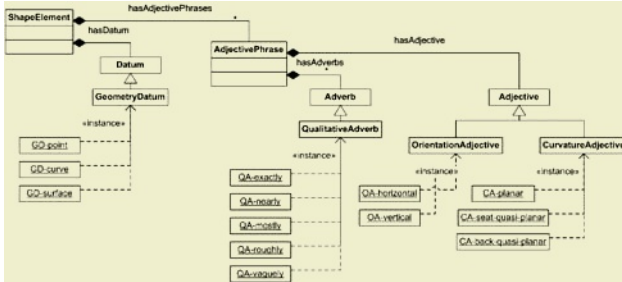 ShapeElement
hasAdjectivePhrases
*
hasDatum
AdjectivePhrase
hasAdjective
hasAdverbs
*
Datum
GeometryDatum
Adverb
Adjective
QualitativeAdverb
OrientationAdjective
CurvatureAdjective
«instance»
GD-point
GD-curve
GD-surface
«instance»
QA-exactly
QA-nearly
QA-mostly
QA-roughly
QA-vaguely
«instance»
OA-horizontal
OA-vertical
«instance»
CA-planar
CA-seat-quasi-planar
CA-back-quasi-planar